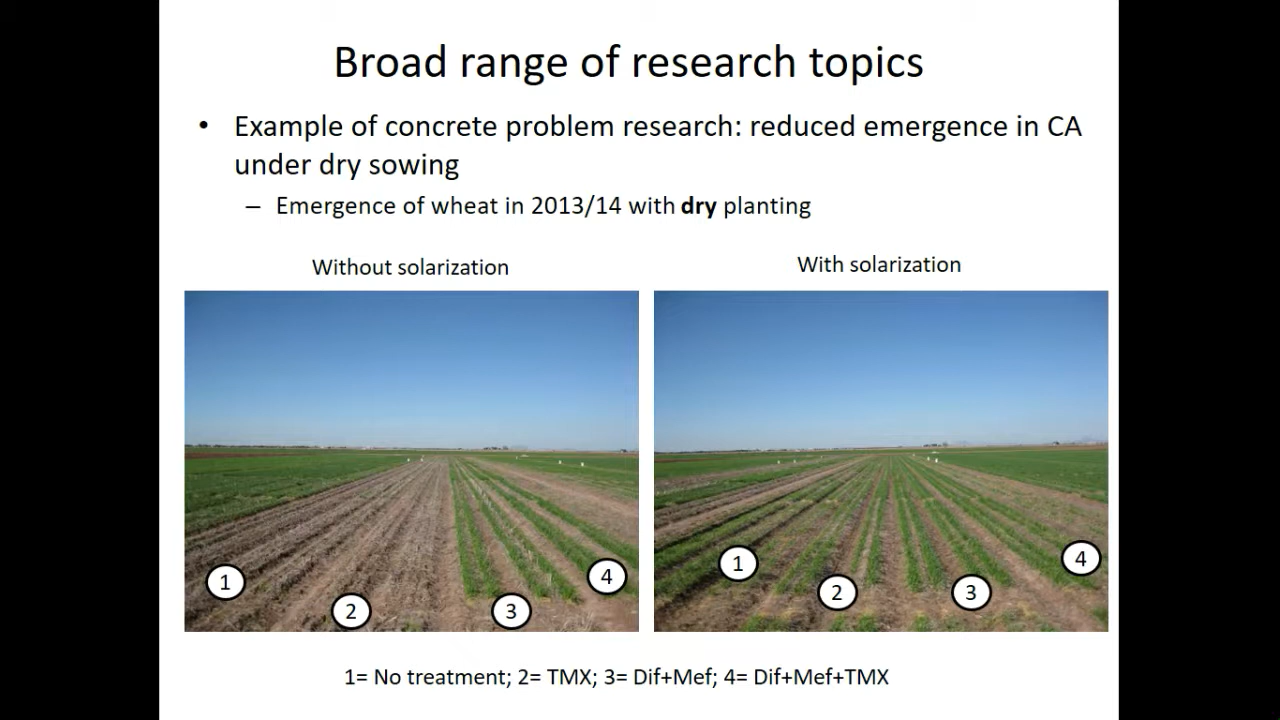 Broad range of research topics
• Example of concrete problem research: reduced emergence in CA
under dry sowing
– Emergence of wheat in 2013/14 with dry planting
Without solarization
With solarization
1
2
3
4
1
2
3
4
1= No treatment; 2= TMX; 3= Dif+Mef; 4= Dif+Mef+TMX